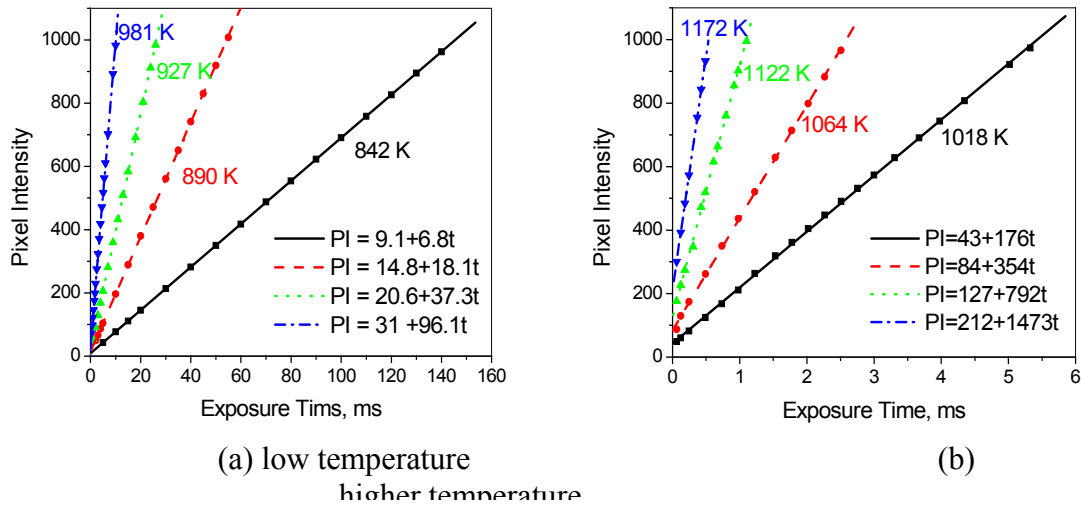 1000
800
600
400
200
0
Pixel Intensity
981 K
927 K
890 K
842 K
PI = 9.1+6.8t
PI = 14.8+18.1t
PI = 20.6+37.3t
PI = 31 +96.1t
0 20 40 60 80 100 120 140 160
Exposure Tims, ms
(a) low temperature
1000
800
600
400
200
0
Pixel Intensity
1172 K
1122 K
1064 K
1018 K
PI=43+176t
PI=84+354t
PI=127+792t
PI=212+1473t
0 1 2 3 4 5 6
Exposure Time, ms
(b)
higher temperature